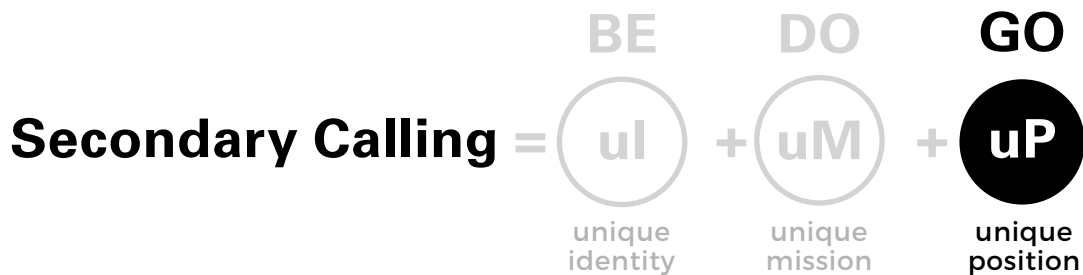 BE DO GO
Secondary Calling = uI + uM + uP
unique unique unique
identity mission position